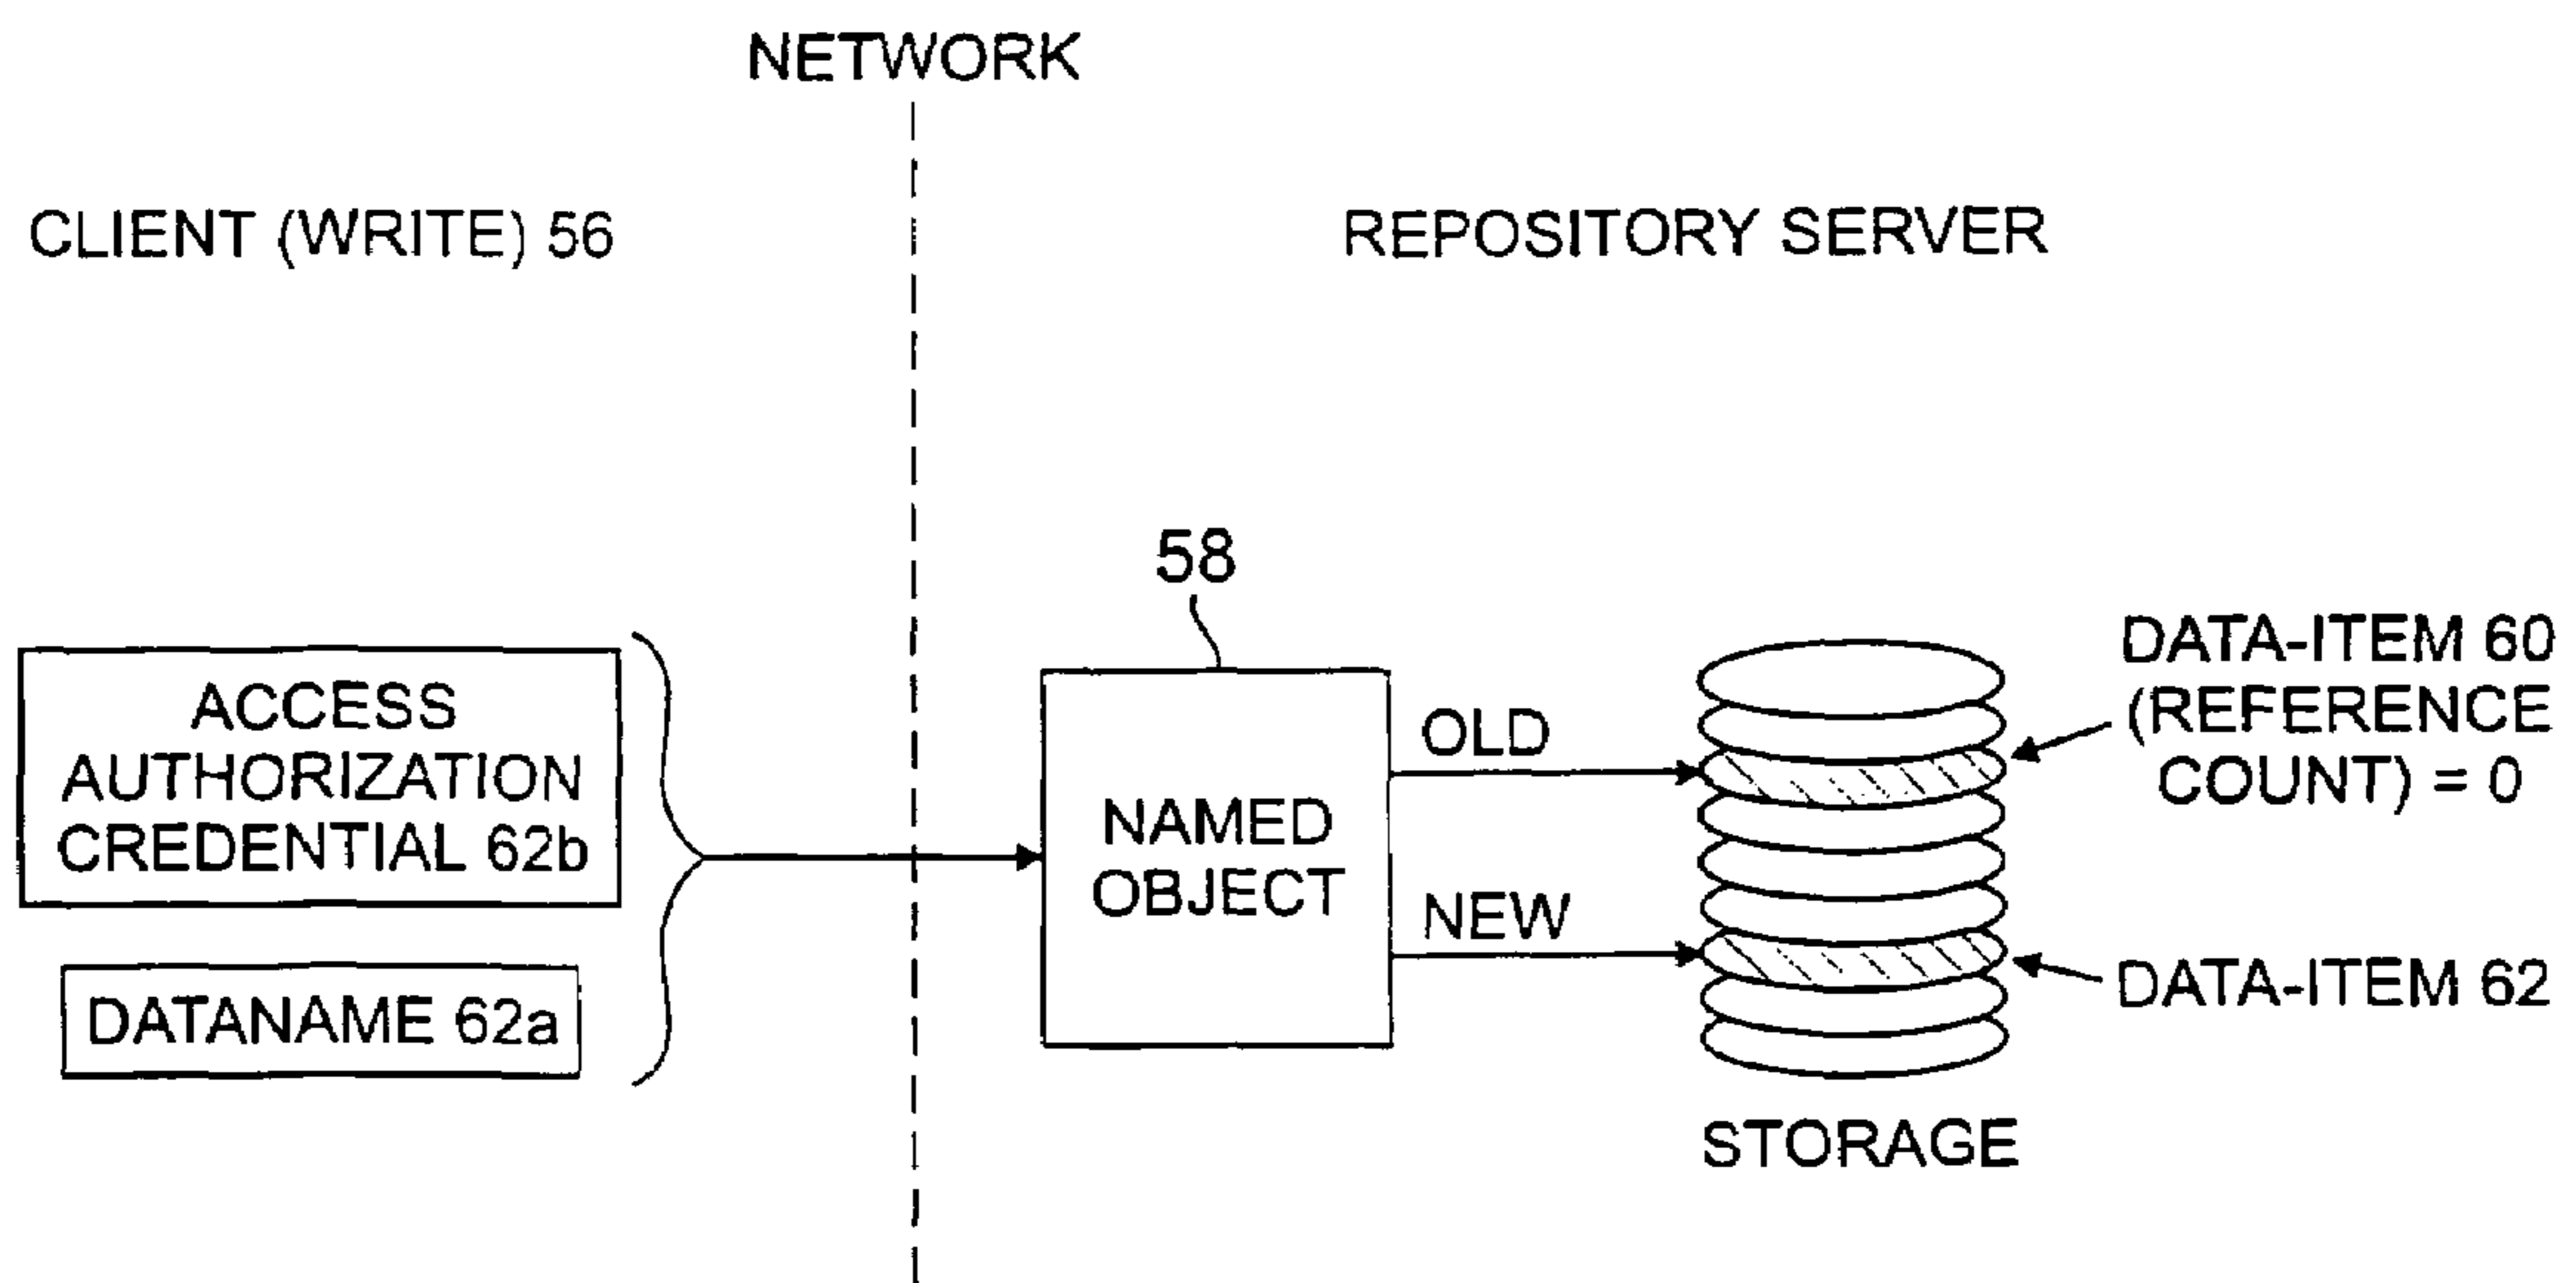 NETWORK
CLIENT (WRITE) 56
REPOSITORY SERVER
58
ACCESS
AUTHORIZATION
CREDENTIAL 62b
DATANAME 62a
NAMED
OBJECT
OLD
NEW
DATA-ITEM 60
(REFERENCE
COUNT) = 0
DATA-ITEM 62
STORAGE